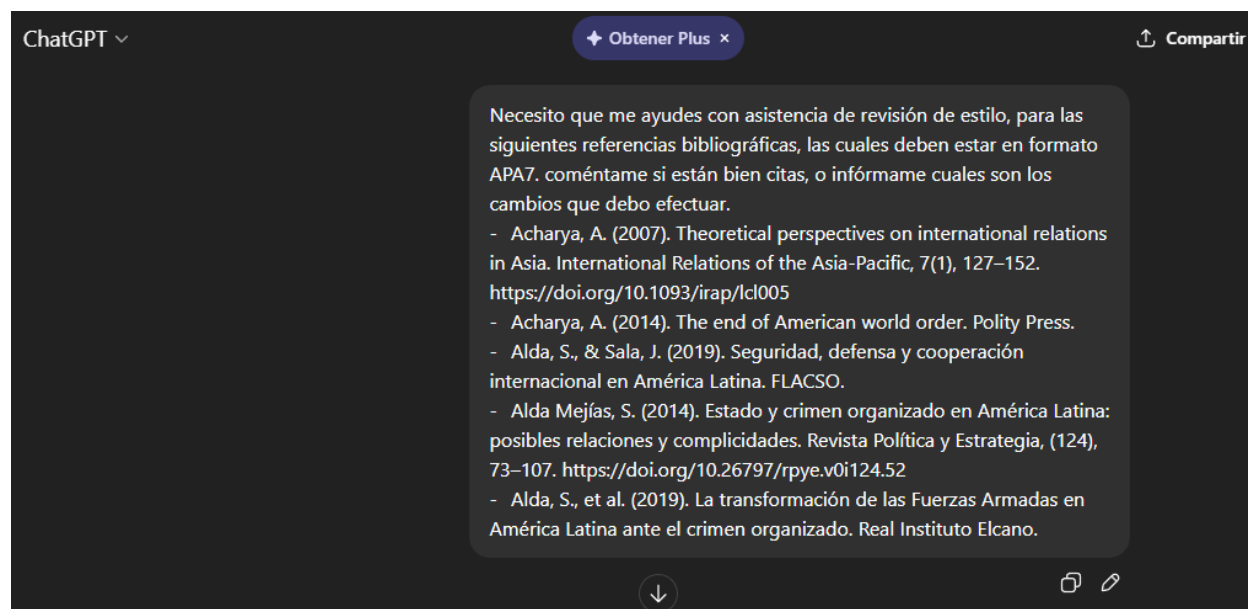 ChatGPT
Obtener Plus ×
Compartir
Necesito que me ayudes con asistencia de revisión de estilo, para las
siguientes referencias bibliográficas, las cuales deben estar en formato
APA7. coméntame si están bien citas, o infórmame cuales son los
cambios que debo efectuar.
- Acharya, A. (2007). Theoretical perspectives on international relations
in Asia. International Relations of the Asia-Pacific, 7(1), 127–152.
https://doi.org/10.1093/irap/lcl005
- Acharya, A. (2014). The end of American world order. Polity Press.
- Alda, S., & Sala, J. (2019). Seguridad, defensa y cooperación
internacional en América Latina. FLACSO.
- Alda Mejías, S. (2014). Estado y crimen organizado en América Latina:
posibles relaciones y complicidades. Revista Política y Estrategia, (124),
73–107. https://doi.org/10.26797/rpye.v0i124.52
- Alda, S., et al. (2019). La transformación de las Fuerzas Armadas en
América Latina ante el crimen organizado. Real Instituto Elcano.